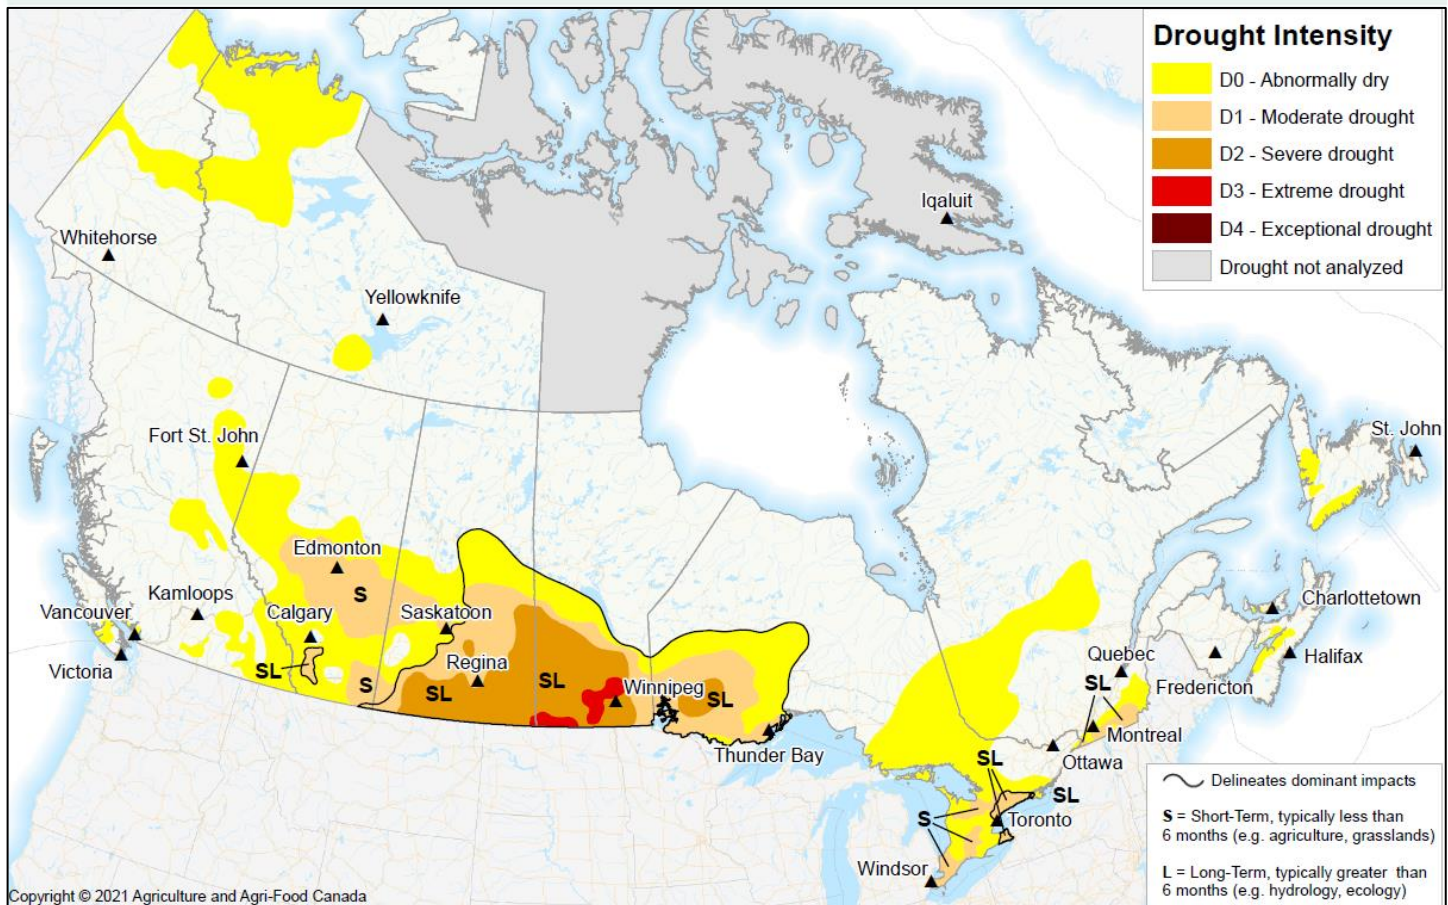 Drought Intensity
D0 - Abnormally dry
D1 - Moderate drought
D2 - Severe drought
D3 - Extreme drought
D4 - Exceptional drought
Drought not analyzed
Iqaluit
Whitehorse
Yellowknife
Fort St. John
St. John
Edmonton
S
Kamloops
Calgary
Saskatoon
Vancouver
Charlottetown
Victoria
SL
S
Regina
SL
SL
Winnipeg
SL
Quebec
SL
Halifax
Fredericton
Montreal
Thunder Bay
Ottawa
SL
SL
S
Toronto
Windsor
Delineates dominant impacts
S = Short-Term, typically less than
6 months (e.g. agriculture, grasslands)
L = Long-Term, typically greater than
6 months (e.g. hydrology, ecology)
Copyright © 2021 Agriculture and Agri-Food Canada